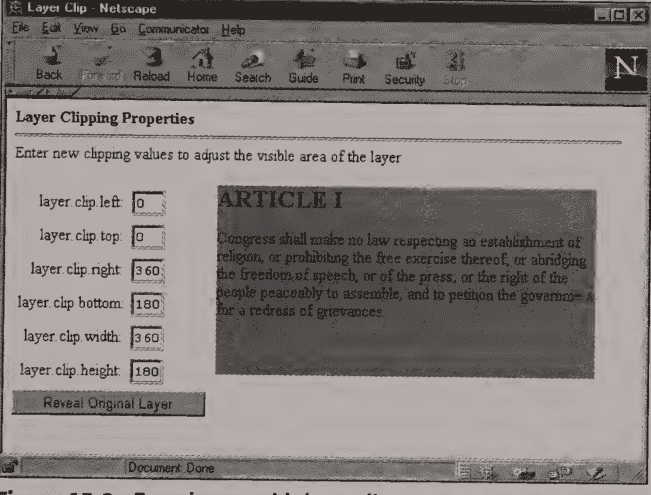 Layer Clip - Netscape
File Edit View Go Communicator Help
Back Forward Reload Home Search Guide Print Security Stop
N
Layer Clipping Properties
Enter new clipping values to adjust the visible area of the layer
layer.clip.left: 0
layer.clip.top: 0
layer.clip.right: 360
layer.clip.bottom: 180
layer.clip.width: 360
layer.clip.height: 180
Reveal Original Layer
ARTICLE I
Congress shall make no law respecting an establishment of
religion, or prohibiting the free exercise thereof, or abridging
the freedom of speech, or of the press, or the right of the
people peaceably to assemble, and to petition the governme
for a redress of grievances.
Document: Done